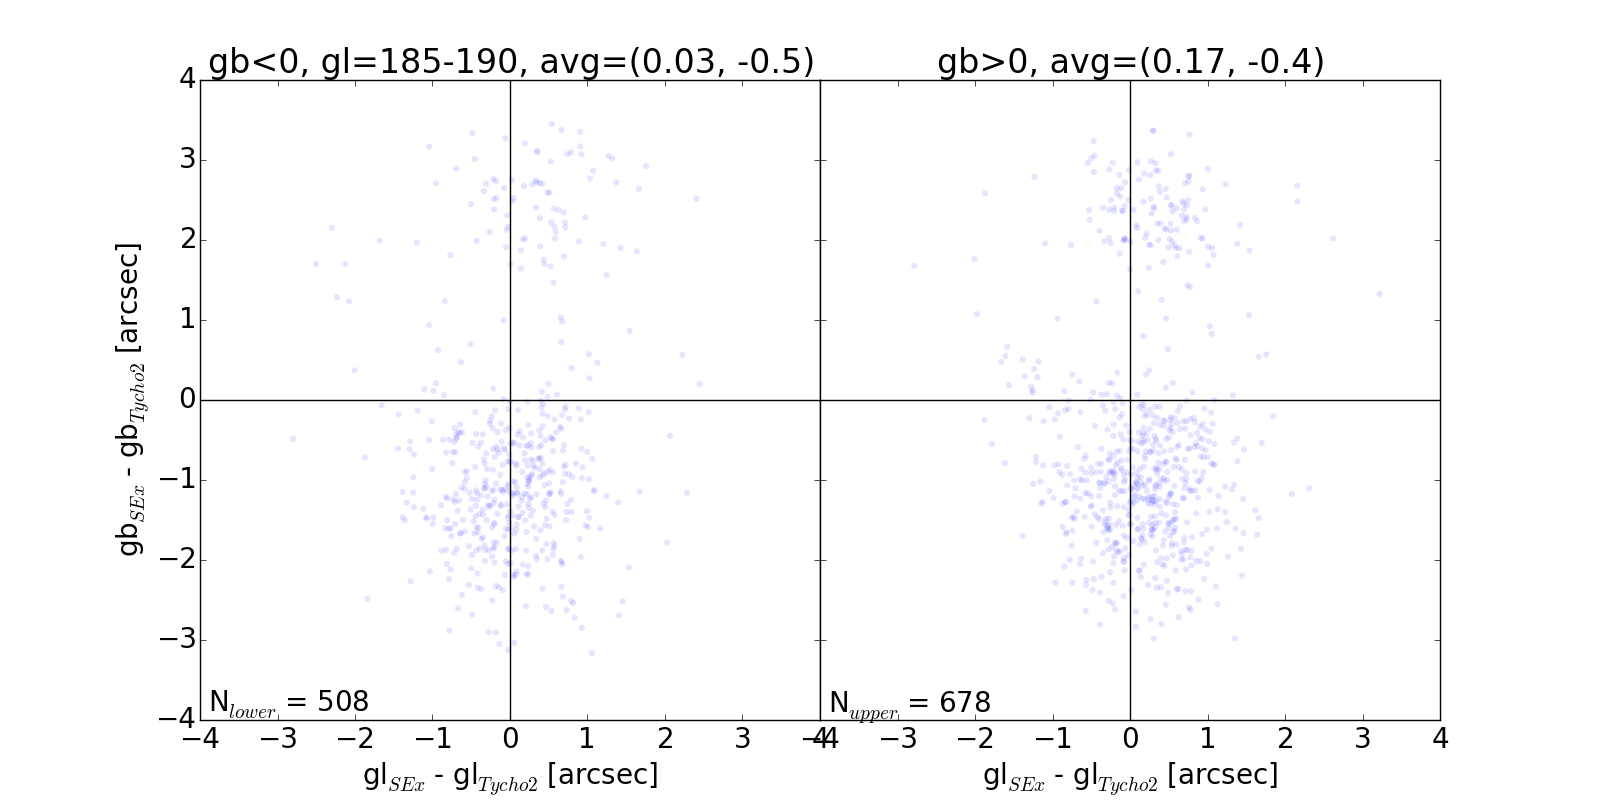 gb<0, gl=185-190, avg=(0.03, -0.5)
gb>0, avg=(0.17, -0.4)
4
3
2
1
0
−1
−2
−3
−4
gb_SEx - gb_Tycho2 [arcsec]
N_lower = 508
N_upper = 678
−4 −3 −2 −1 0 1 2 3 4
−4 −3 −2 −1 0 1 2 3 4
gl_SEx - gl_Tycho2 [arcsec]
gl_SEx - gl_Tycho2 [arcsec]